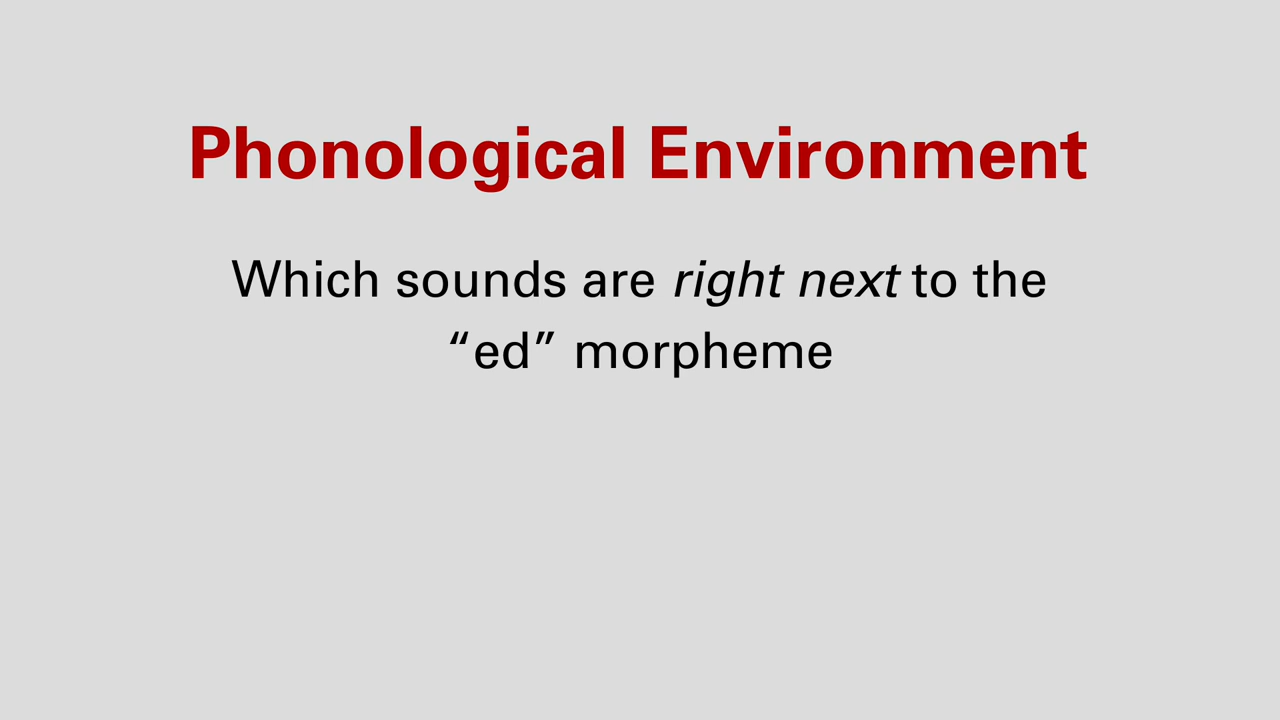 Phonological Environment
Which sounds are right next to the
“ed” morpheme